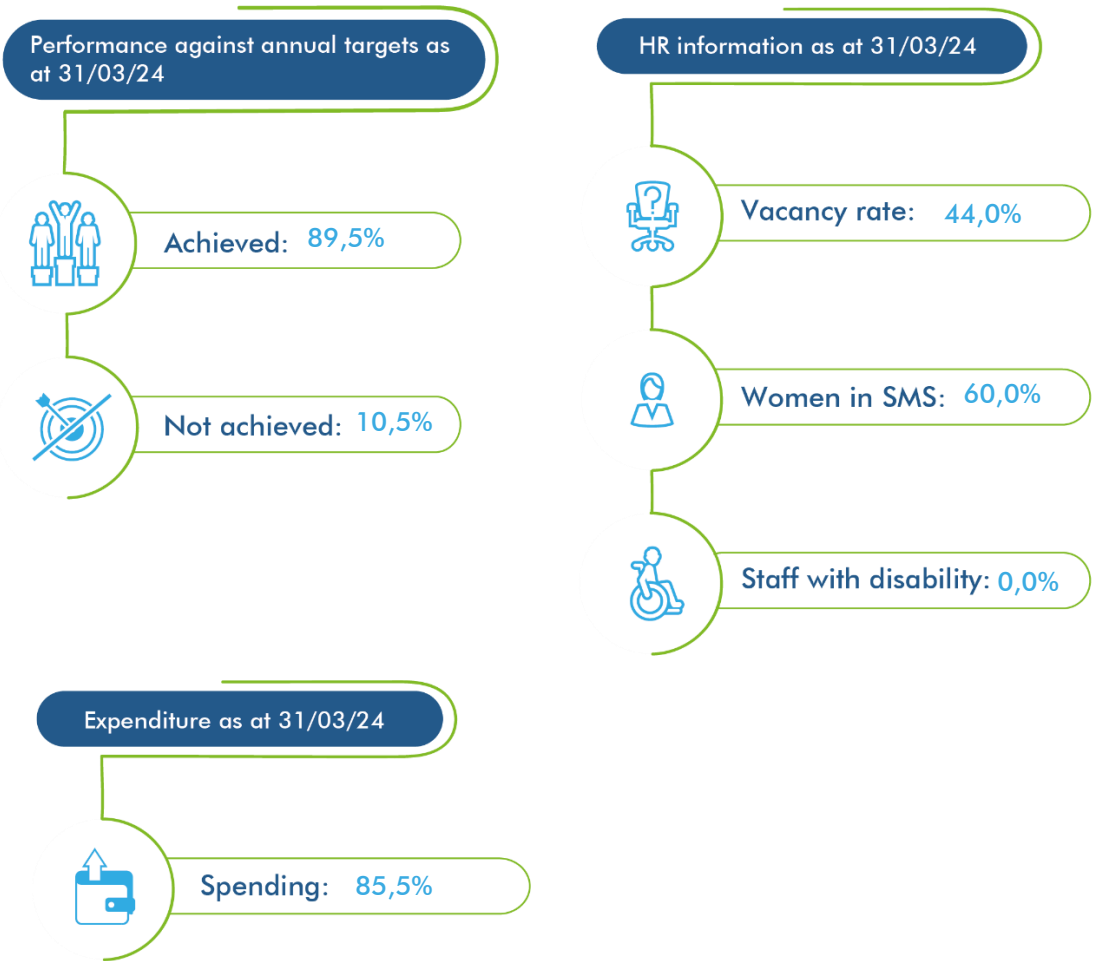 Performance against annual targets as
at 31/03/24
Achieved: 89,5%
Not achieved: 10,5%
HR information as at 31/03/24
?
Vacancy rate: 44,0%
Women in SMS: 60,0%
Staff with disability: 0,0%
Expenditure as at 31/03/24
Spending: 85,5%